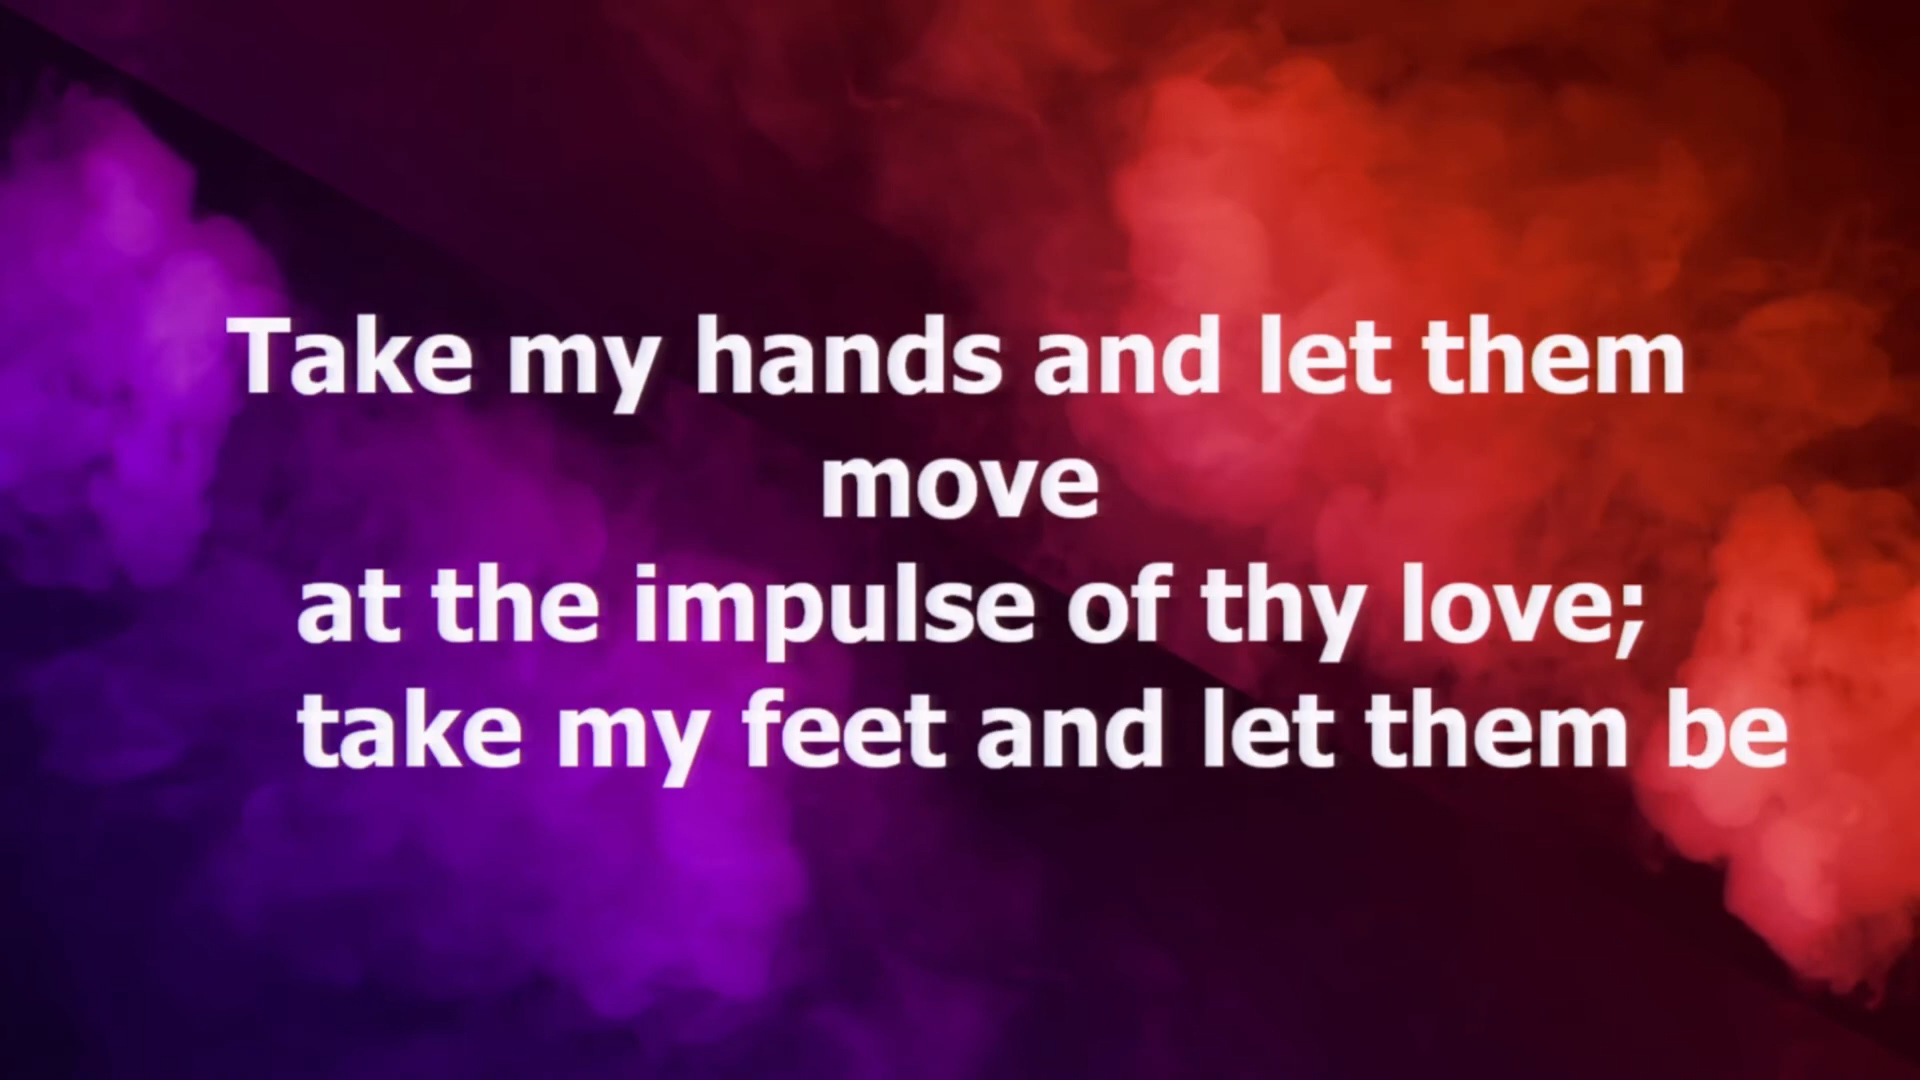 Take my hands and let them
move
at the impulse of thy love;
take my feet and let them be